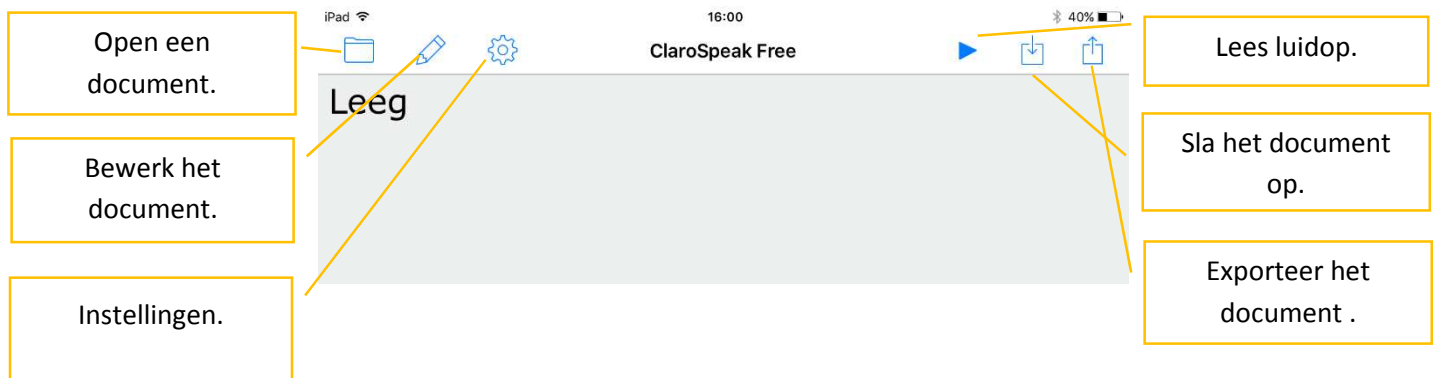 iPad
16:00
40%
ClaroSpeak Free
Leeg
Open een
document.
Bewerk het
document.
Instellingen.
Lees luidop.
Sla het document
op.
Exporteer het
document .